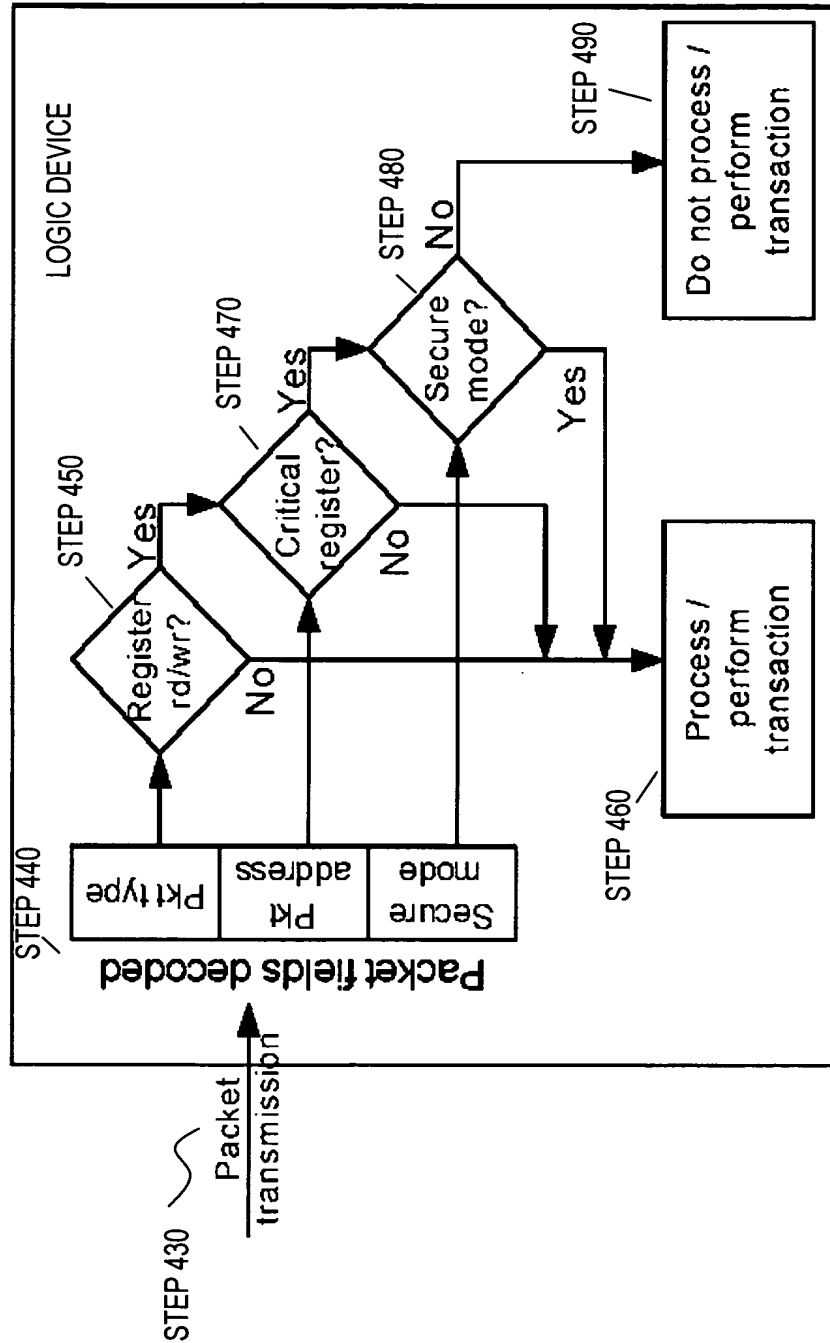 LOGIC DEVICE
STEP 430
Packet
transmission
STEP 440
Packet fields decoded
Pkt type
Pkt
address
Secure
mode
STEP 450
Register
rd/wr?
Yes
No
STEP 470
Critical
register?
Yes
No
STEP 480
Secure
mode?
No
Yes
STEP 460
Process /
perform
transaction
STEP 490
Do not process /
perform
transaction